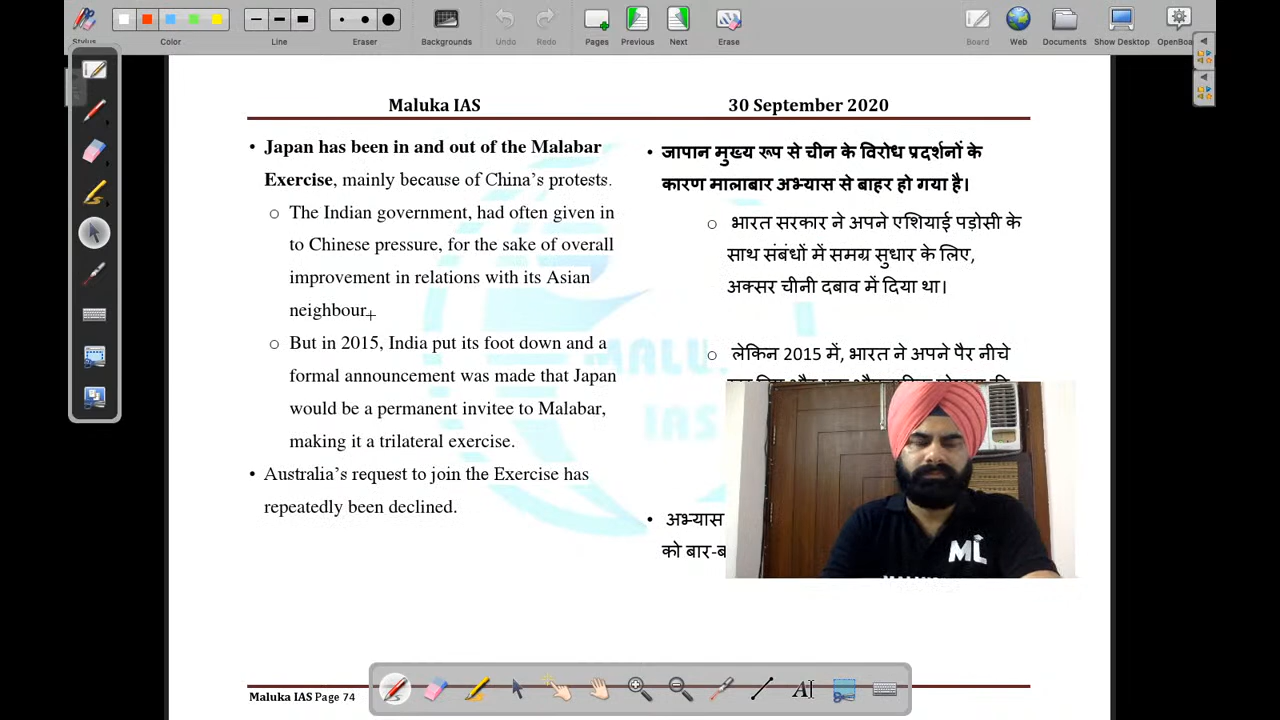 Stylus
Color
Line
Eraser
Backgrounds
Undo
Redo
Pages
Previous
Next
Erase
Board
Web
Documents
Show Desktop
OpenBoa
Maluka IAS
30 September 2020
• Japan has been in and out of the Malabar
Exercise, mainly because of China's protests.
o The Indian government, had often given in
to Chinese pressure, for the sake of overall
improvement in relations with its Asian
neighbour
o But in 2015, India put its foot down and a
formal announcement was made that Japan
would be a permanent invitee to Malabar,
making it a trilateral exercise.
• Australia's request to join the Exercise has
repeatedly been declined.
• जापान मुख्य रूप से चीन के विरोध प्रदर्शनों के
कारण मालाबार अभ्यास से बाहर हो गया है।
o भारत सरकार ने अपने एशियाई पड़ोसी के
साथ संबंधों में समग्र सुधार के लिए,
अक्सर चीनी दबाव में दिया था।
o लेकिन 2015 में, भारत ने अपने पैर नीचे
• अभ्यास
को बार-ब
MALU
IAS
ML
Maluka IAS Page 74